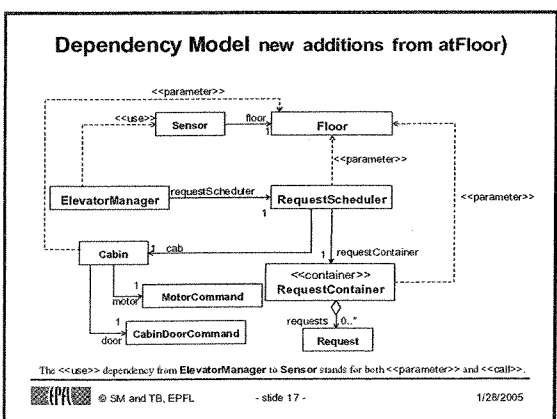 Dependency Model new additions from atFloor)
<<parameter>>
<<use>>
Sensor
floor
1
Floor
<<parameter>>
ElevatorManager
requestScheduler
1
RequestScheduler
<<parameter>>
Cabin
1
cab
1
requestContainer
motor
1
MotorCommand
<<container>>
RequestContainer
door
1
CabinDoorCommand
requests
0..*
Request
The <<use>> dependency from ElevatorManager to Sensor stands for both <<parameter>> and <<call>>.
EPFL © SM and TB, EPFL - slide 17 - 1/28/2005